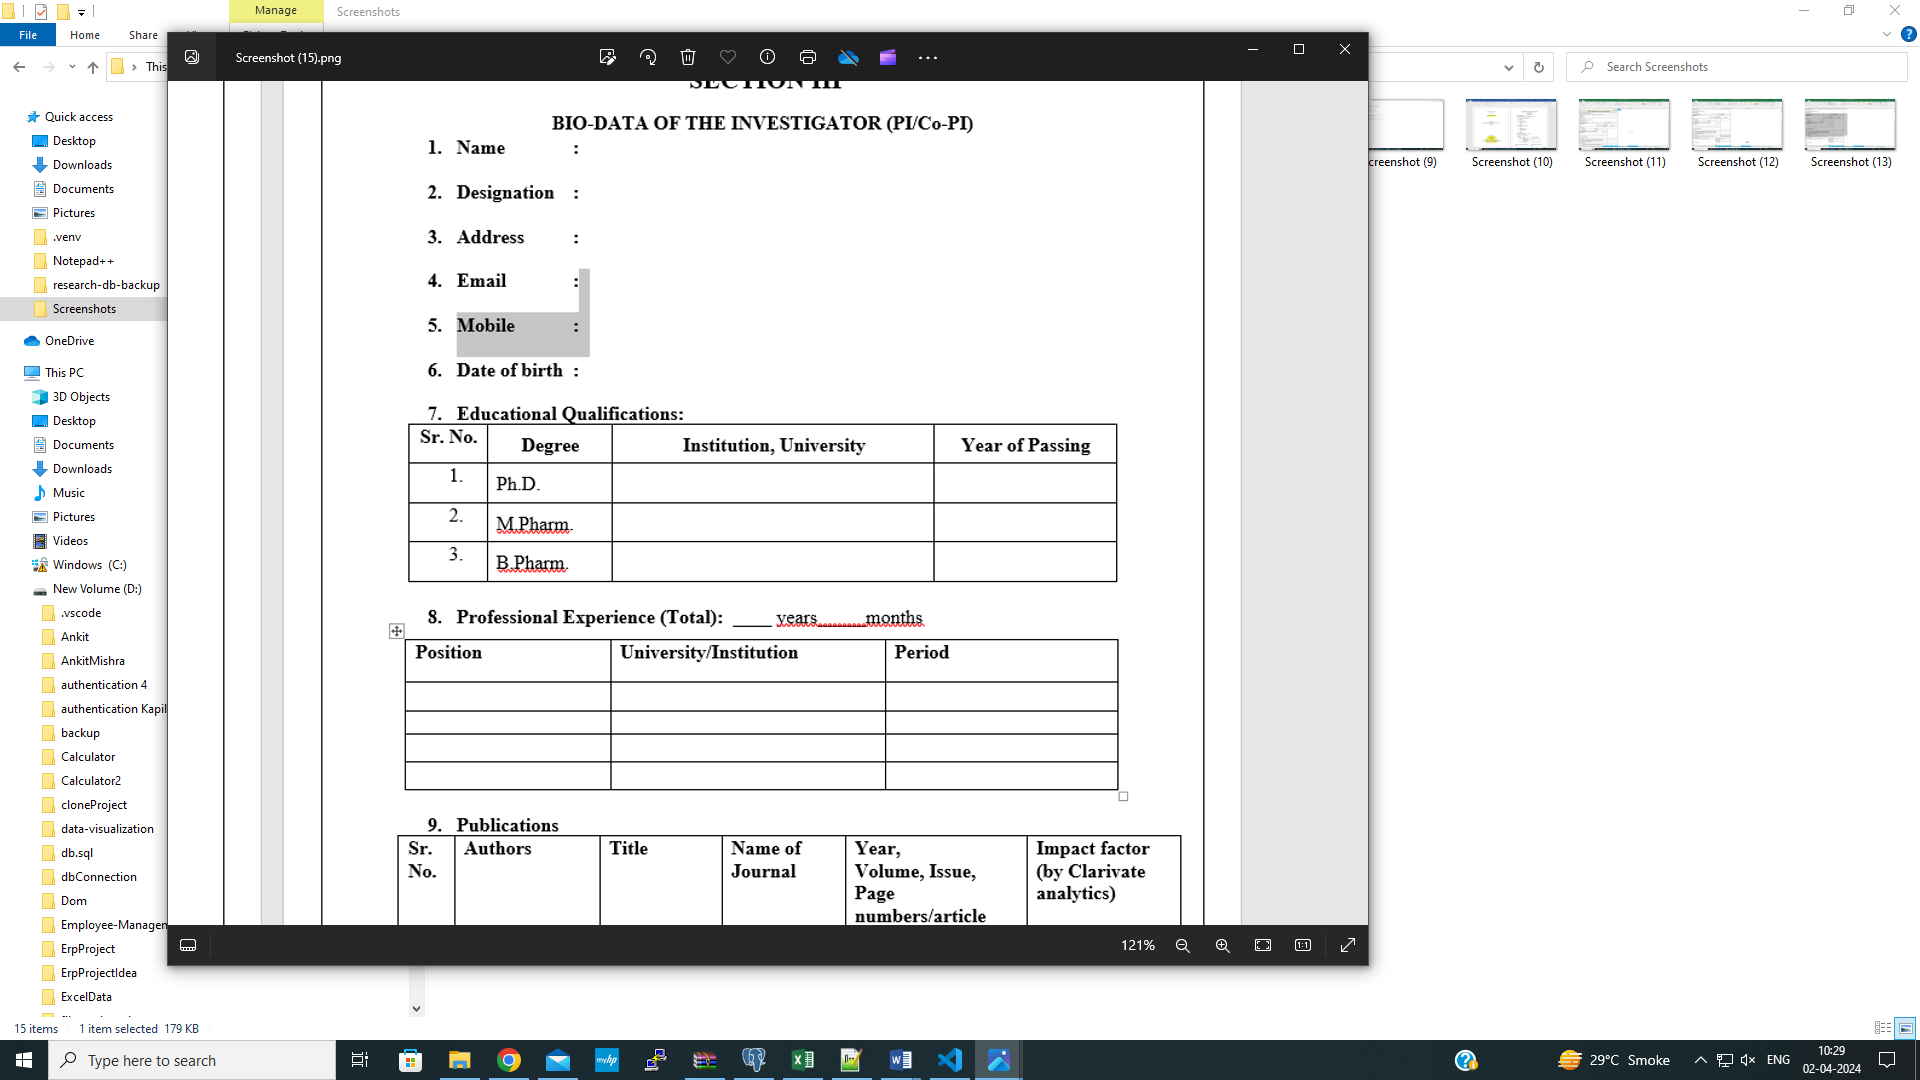 Manage
Screenshots
File
Home
Share
This
Search Screenshots
Quick access
Desktop
Downloads
Documents
Pictures
.venv
Notepad++
research-db-backup
Screenshots
OneDrive
This PC
3D Objects
Desktop
Documents
Downloads
Music
Pictures
Videos
Windows (C:)
New Volume (D:)
.vscode
Ankit
AnkitMishra
authentication 4
authentication Kapil
backup
Calculator
Calculator2
cloneProject
data-visualization
db.sql
dbConnection
Dom
Employee-Managen
ErpProject
ErpProjectIdea
ExcelData
15 items 1 item selected 179 KB
Screenshot (15).png
SECTION III
BIO-DATA OF THE INVESTIGATOR (PI/Co-PI)
1. Name :
2. Designation :
3. Address :
4. Email :
5. Mobile :
6. Date of birth :
7. Educational Qualifications:
Sr. No. Degree Institution, University Year of Passing
1. Ph.D.
2. M.Pharm.
3. B.Pharm.
8. Professional Experience (Total): ____ years_____months
Position University/Institution Period
9. Publications
Sr. Authors Title Name of Year, Impact factor
No. Journal Volume, Issue, (by Clarivate
Page analytics)
numbers/article
121%
1:1
creenshot (9) Screenshot (10) Screenshot (11) Screenshot (12) Screenshot (13)
Type here to search
myhp
29°C Smoke
ENG
10:29
02-04-2024